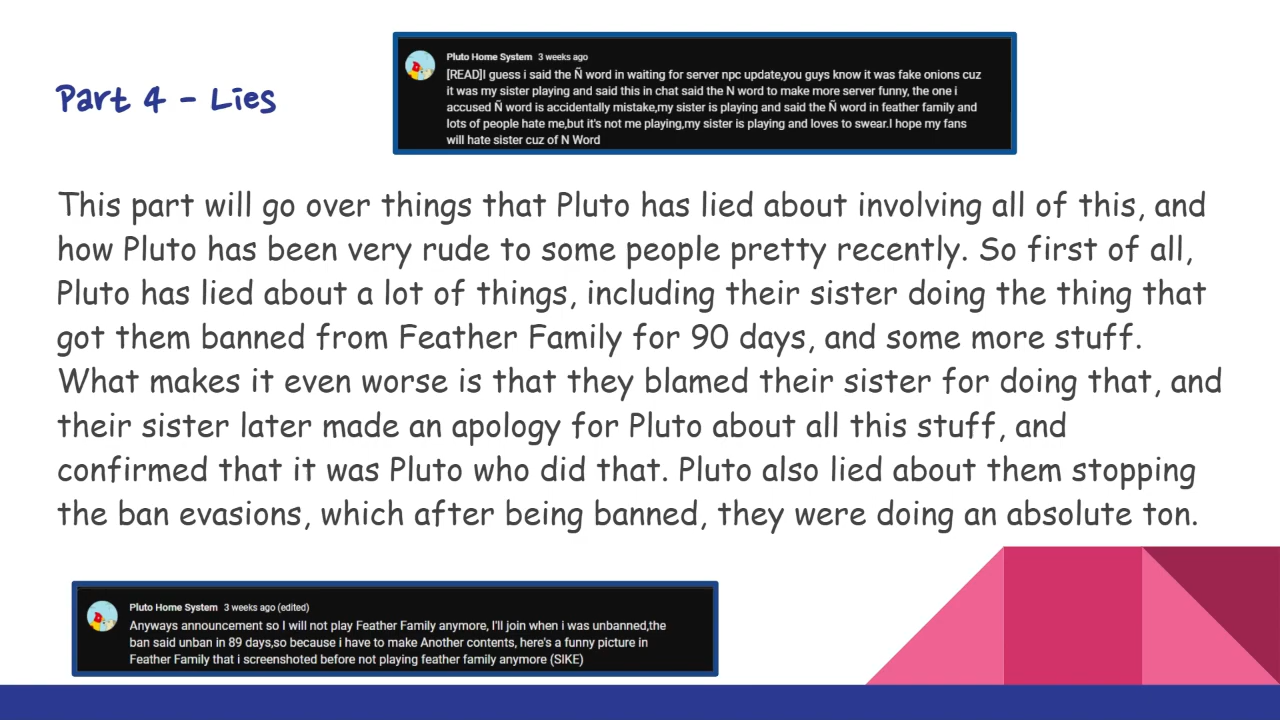 Part 4 - Lies
Pluto Home System 3 weeks ago
[READ]I guess i said the Ñ word in waiting for server npc update,you guys know it was fake onions cuz
it was my sister playing and said this in chat said the N word to make more server funny, the one i
accused Ñ word is accidentally mistake,my sister is playing and said the Ñ word in feather family and
lots of people hate me,but it's not me playing,my sister is playing and loves to swear.I hope my fans
will hate sister cuz of N Word
This part will go over things that Pluto has lied about involving all of this, and
how Pluto has been very rude to some people pretty recently. So first of all,
Pluto has lied about a lot of things, including their sister doing the thing that
got them banned from Feather Family for 90 days, and some more stuff.
What makes it even worse is that they blamed their sister for doing that, and
their sister later made an apology for Pluto about all this stuff, and
confirmed that it was Pluto who did that. Pluto also lied about them stopping
the ban evasions, which after being banned, they were doing an absolute ton.
Pluto Home System 3 weeks ago (edited)
Anyways announcement so I will not play Feather Family anymore, I'll join when i was unbanned,the
ban said unban in 89 days,so because i have to make Another contents, here's a funny picture in
Feather Family that i screenshoted before not playing feather family anymore (SIKE)